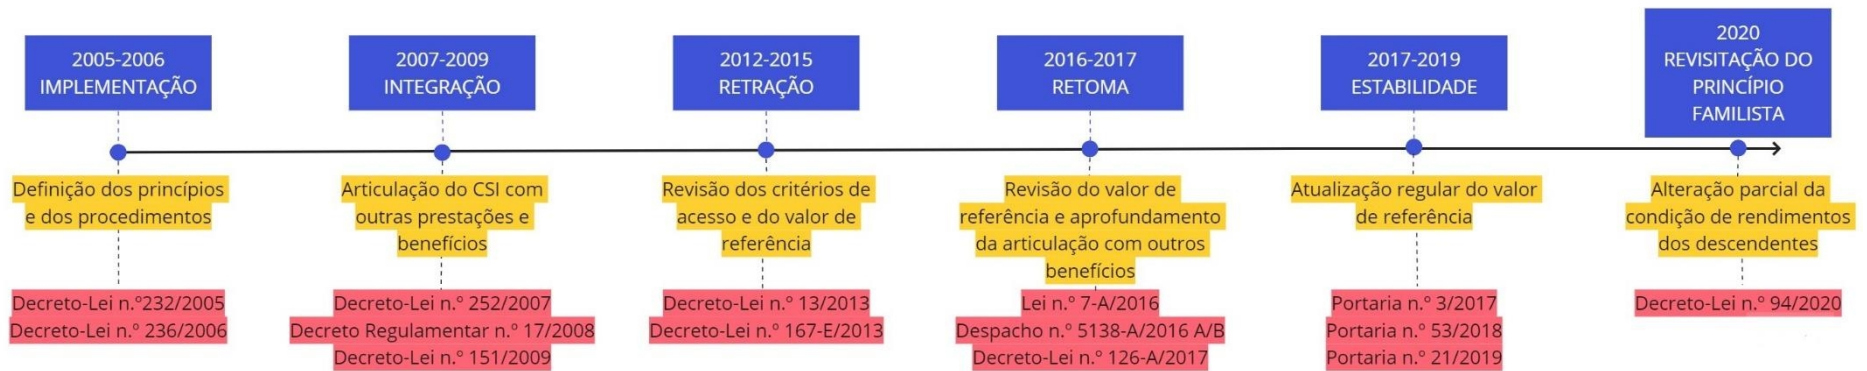 2005-2006
IMPLEMENTAÇÃO
2007-2009
INTEGRAÇÃO
2012-2015
RETRAÇÃO
2016-2017
RETOMA
2017-2019
ESTABILIDADE
2020
REVISITAÇÃO DO
PRINCÍPIO
FAMILISTA
Definição dos princípios
e dos procedimentos
Articulação do CSI com
outras prestações e
benefícios
Revisão dos critérios de
acesso e do valor de
referência
Revisão do valor de
referência e aprofundamento
da articulação com outros
benefícios
Atualização regular do valor
de referência
Alteração parcial da
condição de rendimentos
dos descendentes
Decreto-Lei n.º232/2005
Decreto-Lei n.º 236/2006
Decreto-Lei n.º 252/2007
Decreto Regulamentar n.º 17/2008
Decreto-Lei n.º 151/2009
Decreto-Lei n.º 13/2013
Decreto-Lei n.º 167-E/2013
Lei n.º 7-A/2016
Despacho n.º 5138-A/2016 A/B
Decreto-Lei n.º 126-A/2017
Portaria n.º 3/2017
Portaria n.º 53/2018
Portaria n.º 21/2019
Decreto-Lei n.º 94/2020